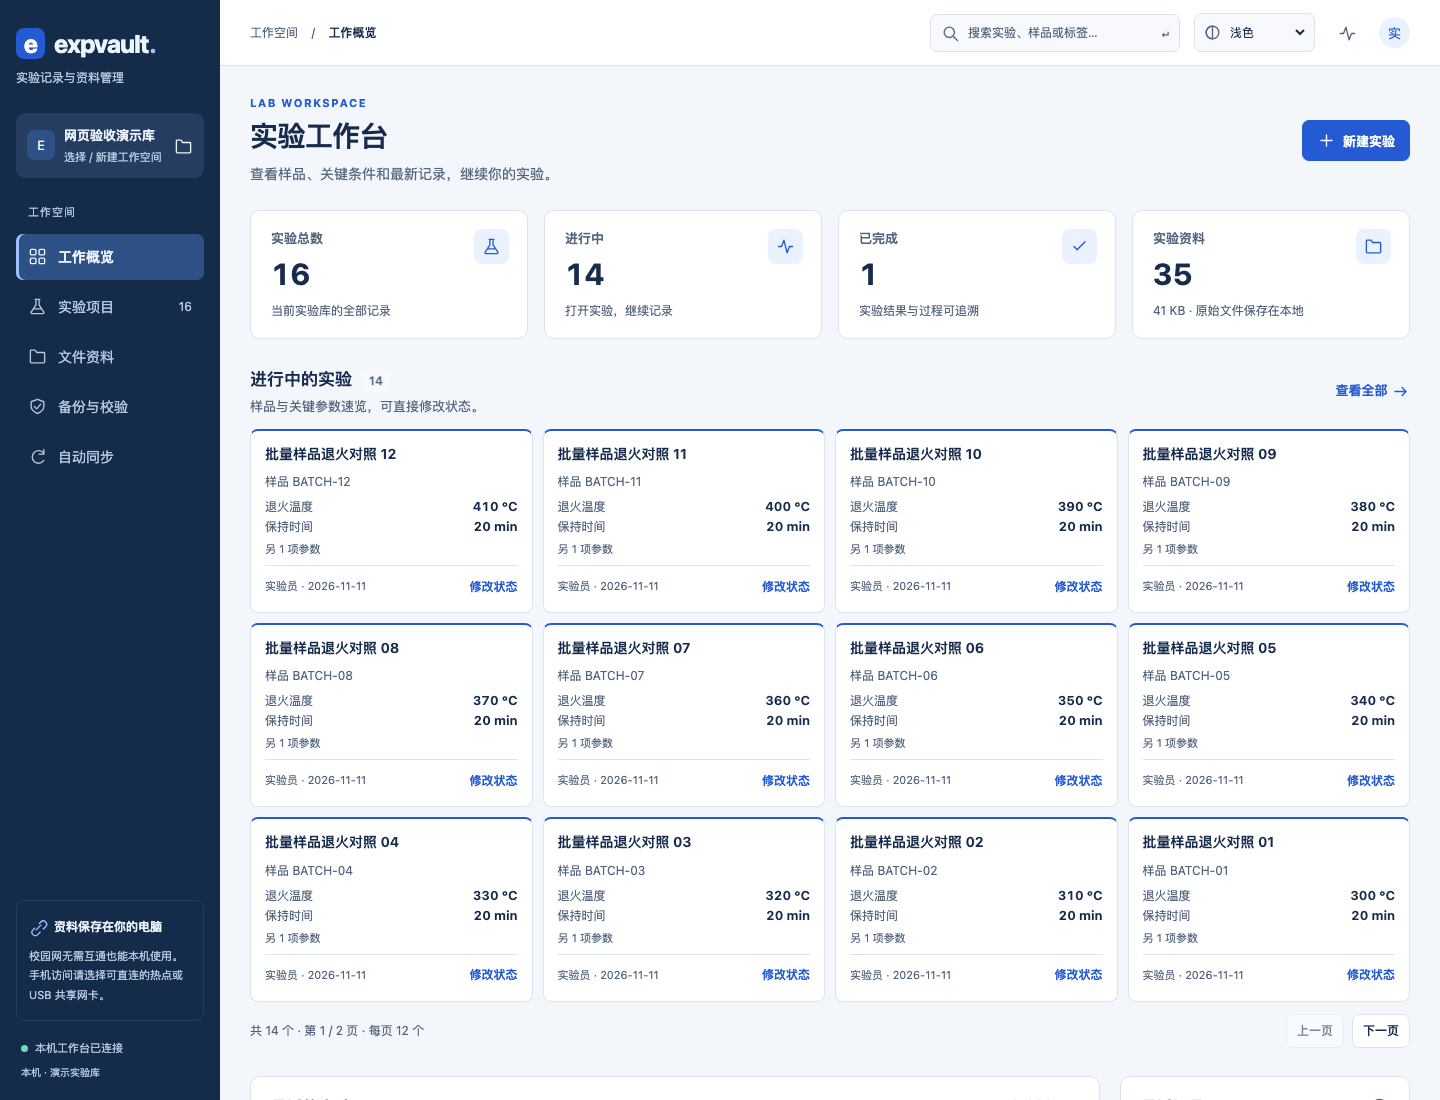 expvault.
实验记录与资料管理
E
网页验收演示库
选择 / 新建工作空间
工作空间
工作概览
实验项目 16
文件资料
备份与校验
自动同步
资料保存在你的电脑
校园网无需互通也能本机使用。
手机访问请选择可直连的热点或
USB 共享网卡。
本机工作台已连接
本机 · 演示实验库
工作空间 / 工作概览
搜索实验、样品或标签...
浅色
实
LAB WORKSPACE
实验工作台
查看样品、关键条件和最新记录，继续你的实验。
新建实验
实验总数
16
当前实验库的全部记录
进行中
14
打开实验，继续记录
已完成
1
实验结果与过程可追溯
实验资料
35
41 KB · 原始文件保存在本地
进行中的实验 14
样品与关键参数速览，可直接修改状态。
查看全部
批量样品退火对照 12
样品 BATCH-12
退火温度 410 °C
保持时间 20 min
另 1 项参数
实验员 · 2026-11-11 修改状态
批量样品退火对照 11
样品 BATCH-11
退火温度 400 °C
保持时间 20 min
另 1 项参数
实验员 · 2026-11-11 修改状态
批量样品退火对照 10
样品 BATCH-10
退火温度 390 °C
保持时间 20 min
另 1 项参数
实验员 · 2026-11-11 修改状态
批量样品退火对照 09
样品 BATCH-09
退火温度 380 °C
保持时间 20 min
另 1 项参数
实验员 · 2026-11-11 修改状态
批量样品退火对照 08
样品 BATCH-08
退火温度 370 °C
保持时间 20 min
另 1 项参数
实验员 · 2026-11-11 修改状态
批量样品退火对照 07
样品 BATCH-07
退火温度 360 °C
保持时间 20 min
另 1 项参数
实验员 · 2026-11-11 修改状态
批量样品退火对照 06
样品 BATCH-06
退火温度 350 °C
保持时间 20 min
另 1 项参数
实验员 · 2026-11-11 修改状态
批量样品退火对照 05
样品 BATCH-05
退火温度 340 °C
保持时间 20 min
另 1 项参数
实验员 · 2026-11-11 修改状态
批量样品退火对照 04
样品 BATCH-04
退火温度 330 °C
保持时间 20 min
另 1 项参数
实验员 · 2026-11-11 修改状态
批量样品退火对照 03
样品 BATCH-03
退火温度 320 °C
保持时间 20 min
另 1 项参数
实验员 · 2026-11-11 修改状态
批量样品退火对照 02
样品 BATCH-02
退火温度 310 °C
保持时间 20 min
另 1 项参数
实验员 · 2026-11-11 修改状态
批量样品退火对照 01
样品 BATCH-01
退火温度 300 °C
保持时间 20 min
另 1 项参数
实验员 · 2026-11-11 修改状态
共 14 个 · 第 1 / 2 页 · 每页 12 个
上一页 下一页